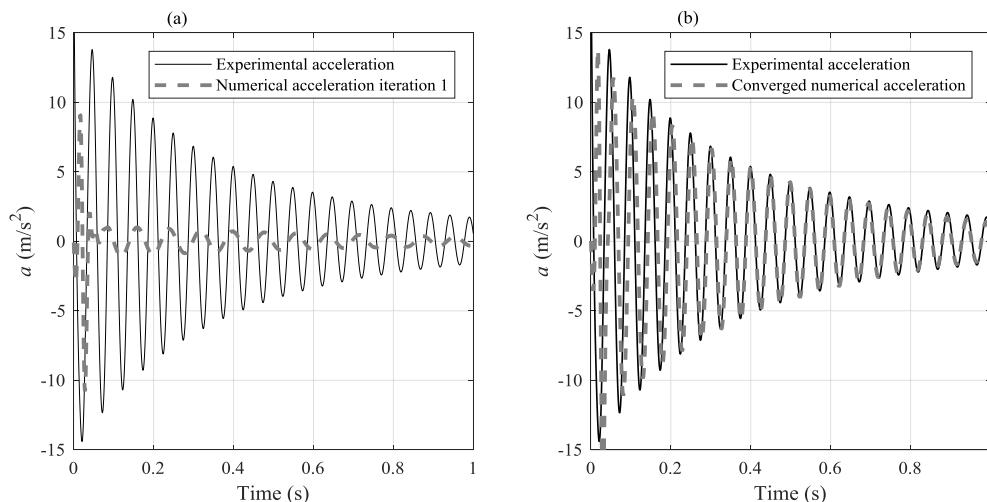 (a)
15
10
5
0
-5
-10
-15
a (m/s²)
Experimental acceleration
Numerical acceleration iteration 1
0
0.2
0.4
0.6
0.8
1
Time (s)
(b)
15
10
5
0
-5
-10
-15
a (m/s²)
Experimental acceleration
Converged numerical acceleration
0
0.2
0.4
0.6
0.8
Time (s)